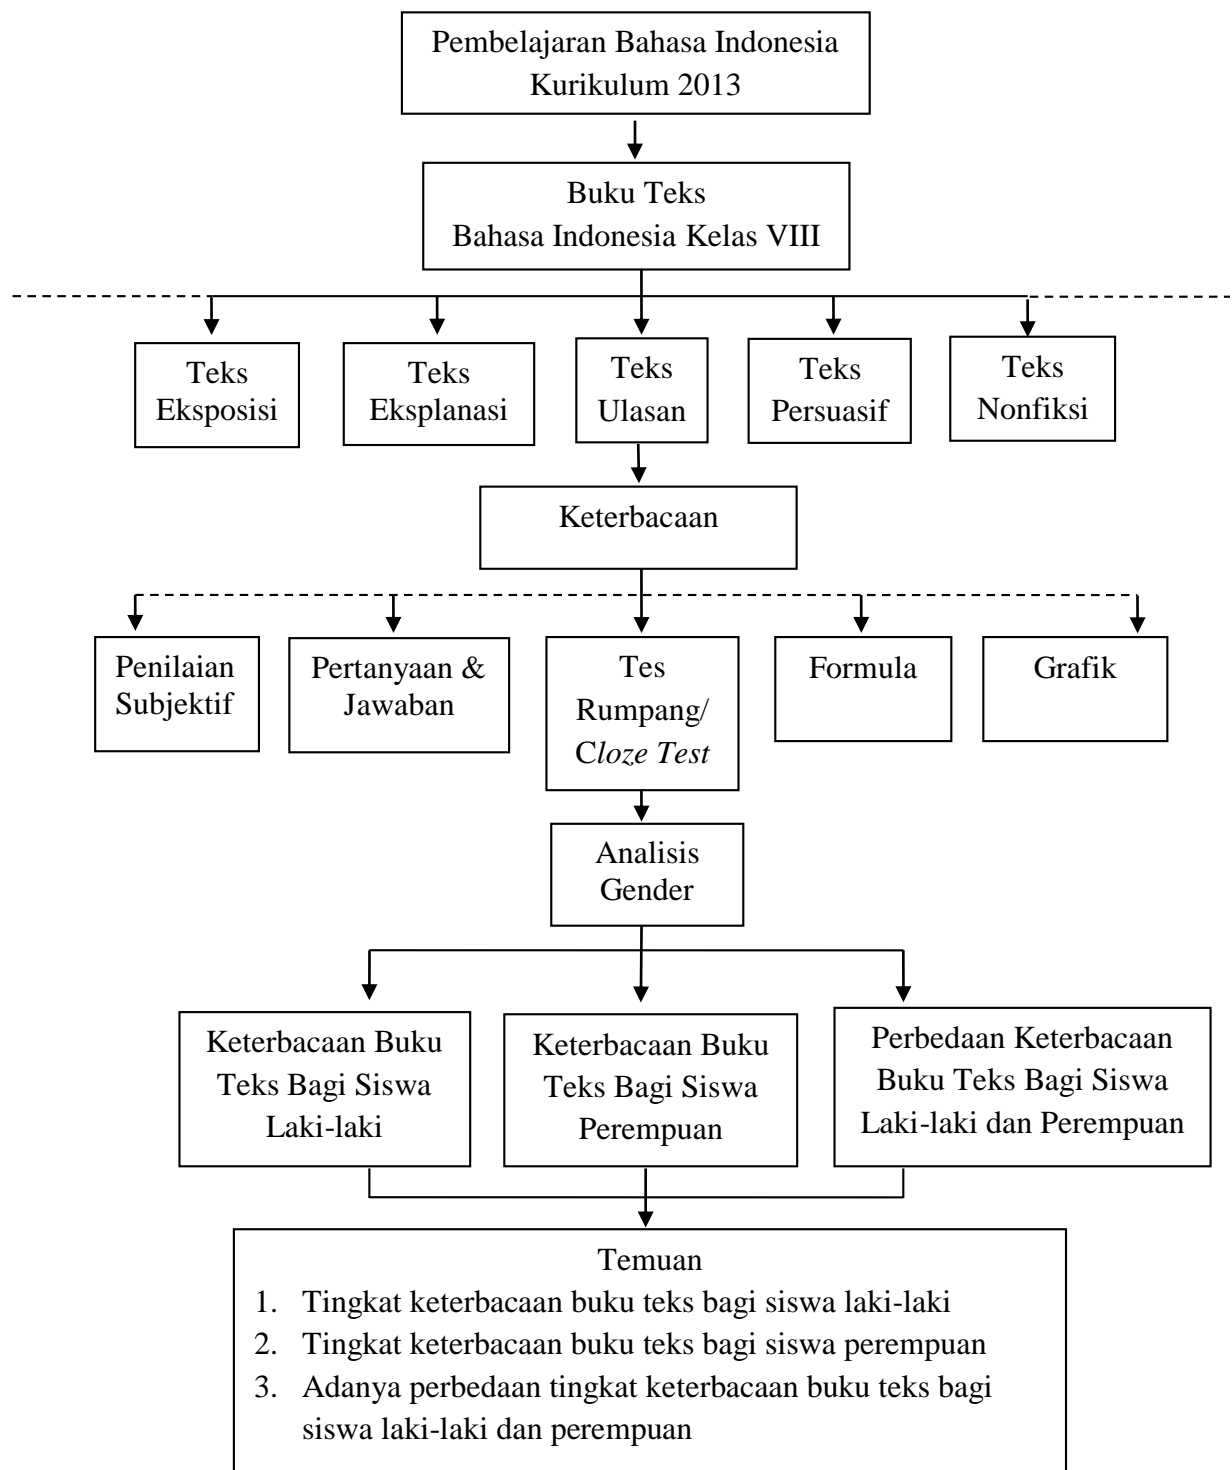 Pembelajaran Bahasa Indonesia
Kurikulum 2013
Buku Teks
Bahasa Indonesia Kelas VIII
Teks
Eksposisi
Teks
Eksplanasi
Teks
Ulasan
Teks
Persuasif
Teks
Nonfiksi
Keterbacaan
Penilaian
Subjektif
Pertanyaan &
Jawaban
Tes
Rumpang/
Cloze Test
Formula
Grafik
Analisis
Gender
Keterbacaan Buku
Teks Bagi Siswa
Laki-laki
Keterbacaan Buku
Teks Bagi Siswa
Perempuan
Perbedaan Keterbacaan
Buku Teks Bagi Siswa
Laki-laki dan Perempuan
Temuan
1. Tingkat keterbacaan buku teks bagi siswa laki-laki
2. Tingkat keterbacaan buku teks bagi siswa perempuan
3. Adanya perbedaan tingkat keterbacaan buku teks bagi
siswa laki-laki dan perempuan